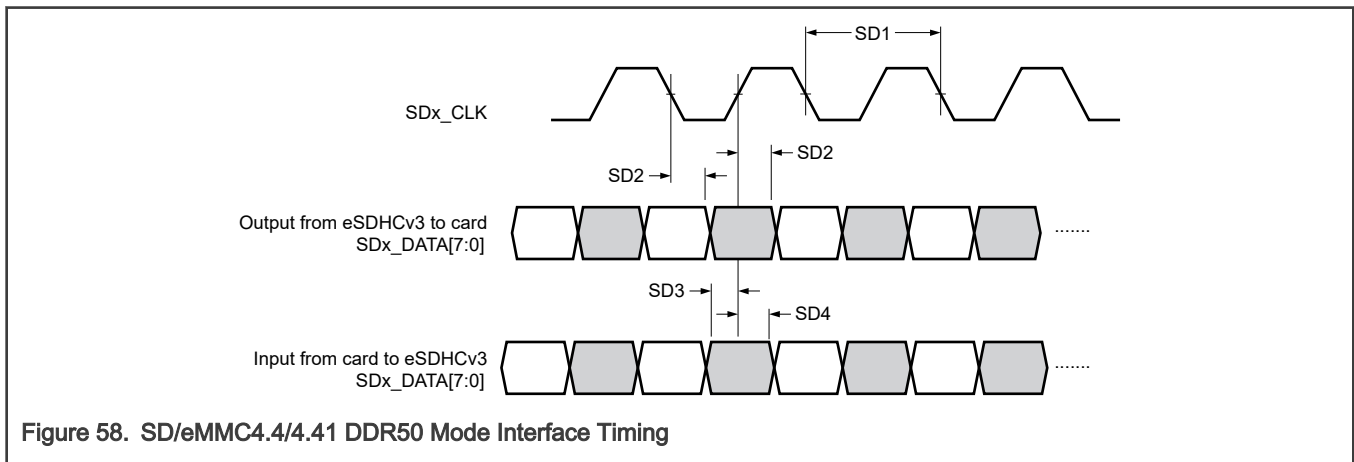 SD1
SDx_CLK
SD2
SD2
Output from eSDHCv3 to card
SDx_DATA[7:0]
.......
SD3
SD4
Input from card to eSDHCv3
SDx_DATA[7:0]
.......
Figure 58. SD/eMMC4.4/4.41 DDR50 Mode Interface Timing